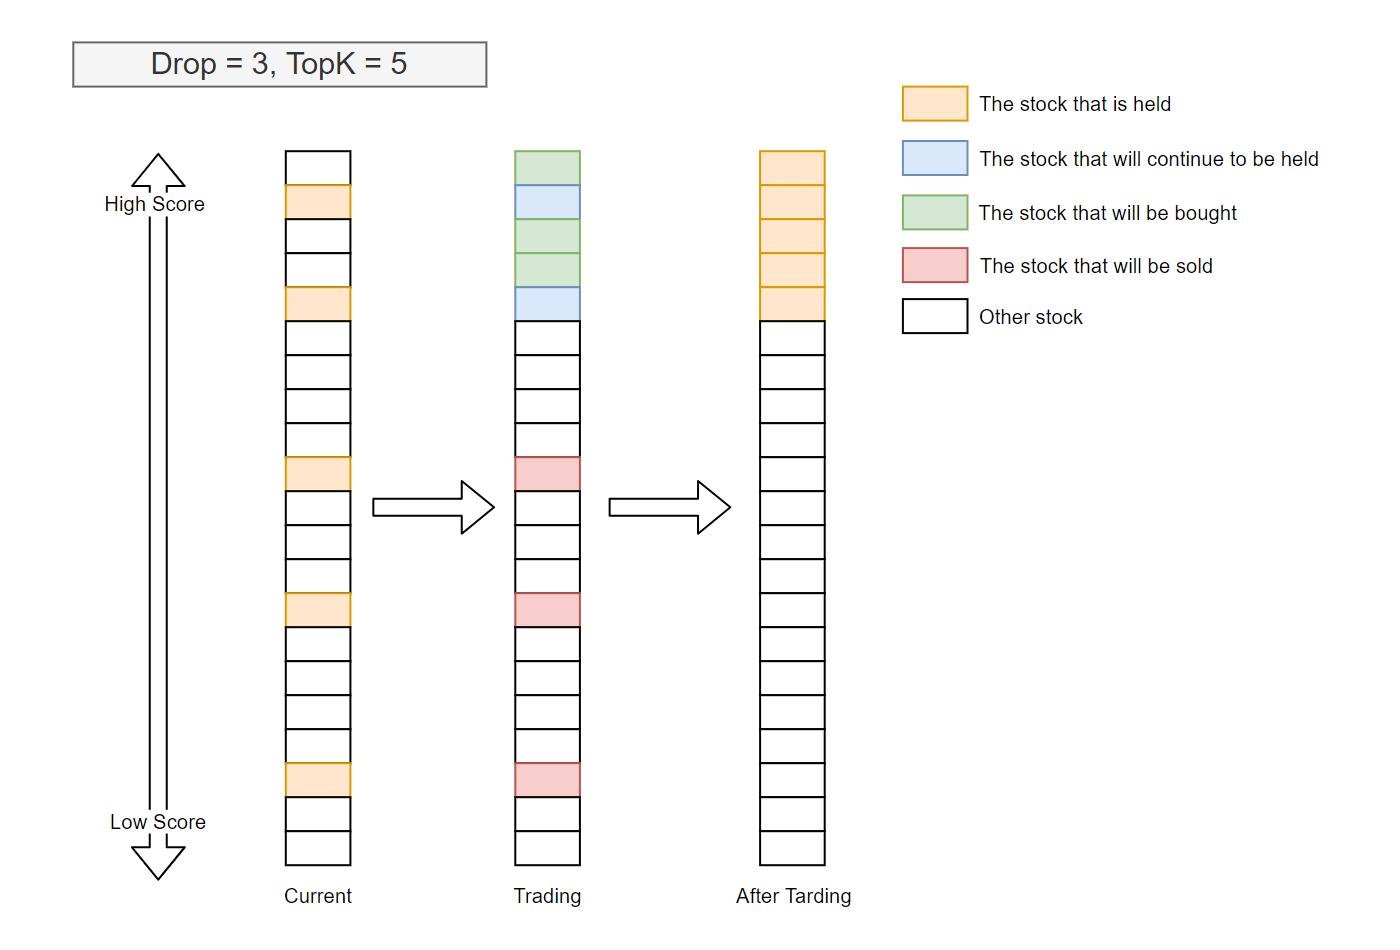 Drop = 3, TopK = 5
The stock that is held
The stock that will continue to be held
The stock that will be bought
The stock that will be sold
Other stock
High Score
Low Score
Current
Trading
After Tarding